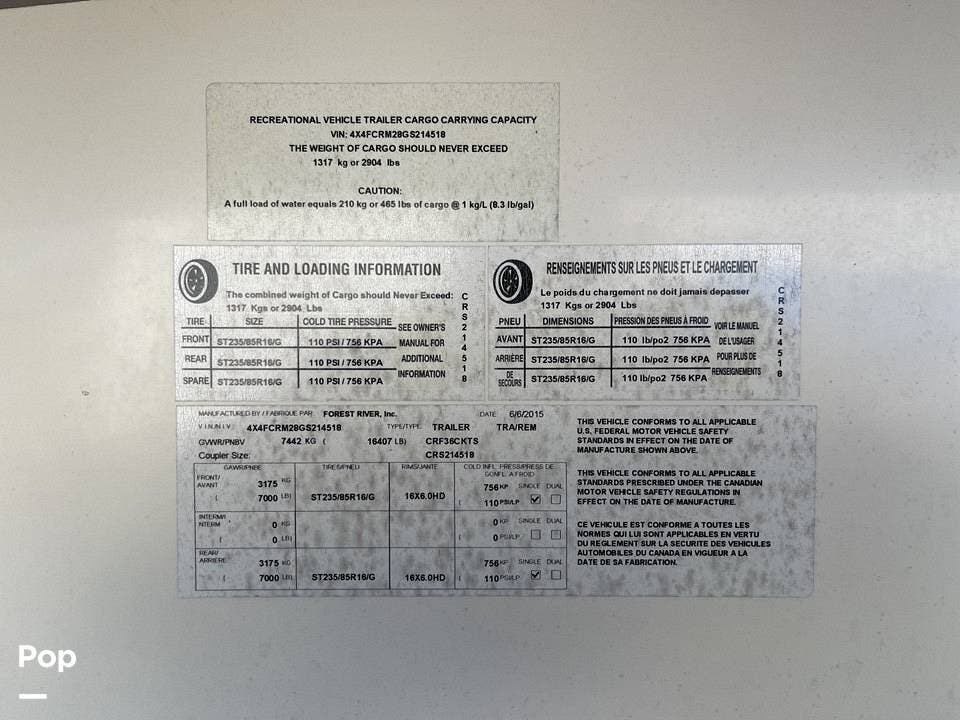 RECREATIONAL VEHICLE TRAILER CARGO CARRYING CAPACITY
VIN: 4X4FCRM28GS214518
THE WEIGHT OF CARGO SHOULD NEVER EXCEED
1317 kg or 2904 lbs
CAUTION:
A full load of water equals 210 kg or 465 lbs of cargo @ 1 kg/L (8.3 lb/gal)
TIRE AND LOADING INFORMATION
The combined weight of Cargo should Never Exceed:
1317 Kgs or 2904 Lbs
TIRE SIZE COLD TIRE PRESSURE SEE OWNER'S
FRONT ST235/85R16/G 110 PSI / 756 KPA MANUAL FOR
REAR ST235/85R16/G 110 PSI / 756 KPA ADDITIONAL
SPARE ST235/85R16/G 110 PSI / 756 KPA INFORMATION
CRS214518
RENSEIGNEMENTS SUR LES PNEUS ET LE CHARGEMENT
Le poids du chargement ne doit jamais depasser
1317 Kgs or 2904 Lbs
PNEU DIMENSIONS PRESSION DES PNEUS À FROID VOIR LE MANUEL
AVANT ST235/85R16/G 110 lb/po2 756 KPA DE L'USAGER
ARRIÈRE ST235/85R16/G 110 lb/po2 756 KPA POUR PLUS DE
DE SECOURS ST235/85R16/G 110 lb/po2 756 KPA RENSEIGNEMENTS
CRS214518
MANUFACTURED BY / FABRIQUE PAR FOREST RIVER, Inc. DATE 6/6/2015
V.I.N./N.I.V.: 4X4FCRM28GS214518 TYPE/TYPE: TRAILER TRA/REM
GVWR/PNBV 7442 KG ( 16407 LB) CRF36CKTS
Coupler Size: CRS214518
GAWR/PNBE TIRES/PNEU RIMS/JANTE COLD INFL. PRESS/PRESS DE GONFL. A FROID
FRONT/ AVANT 3175 KG 756 KP SINGLE DUAL
( 7000 LB) ST235/85R16/G 16X6.0HD ( 110 PSI/LP
INTERM/I NTERM 0 KG 0 KP SINGLE DUAL
( 0 LB) ( 0 PSI/LP
REAR/ ARRIERE 3175 KG 756 KP SINGLE DUAL
( 7000 LB) ST235/85R16/G 16X6.0HD ( 110 PSI/LP
THIS VEHICLE CONFORMS TO ALL APPLICABLE
U.S. FEDERAL MOTOR VEHICLE SAFETY
STANDARDS IN EFFECT ON THE DATE OF
MANUFACTURE SHOWN ABOVE.
THIS VEHICLE CONFORMS TO ALL APPLICABLE
STANDARDS PRESCRIBED UNDER THE CANADIAN
MOTOR VEHICLE SAFETY REGULATIONS IN
EFFECT ON THE DATE OF MANUFACTURE.
CE VEHICULE EST CONFORME A TOUTES LES
NORMES QUI LUI SONT APPLICABLES EN VERTU
DU REGLEMENT SUR LA SECURITE DES VEHICULES
AUTOMOBILES DU CANADA EN VIGUEUR A LA
DATE DE SA FABRICATION.
Pop